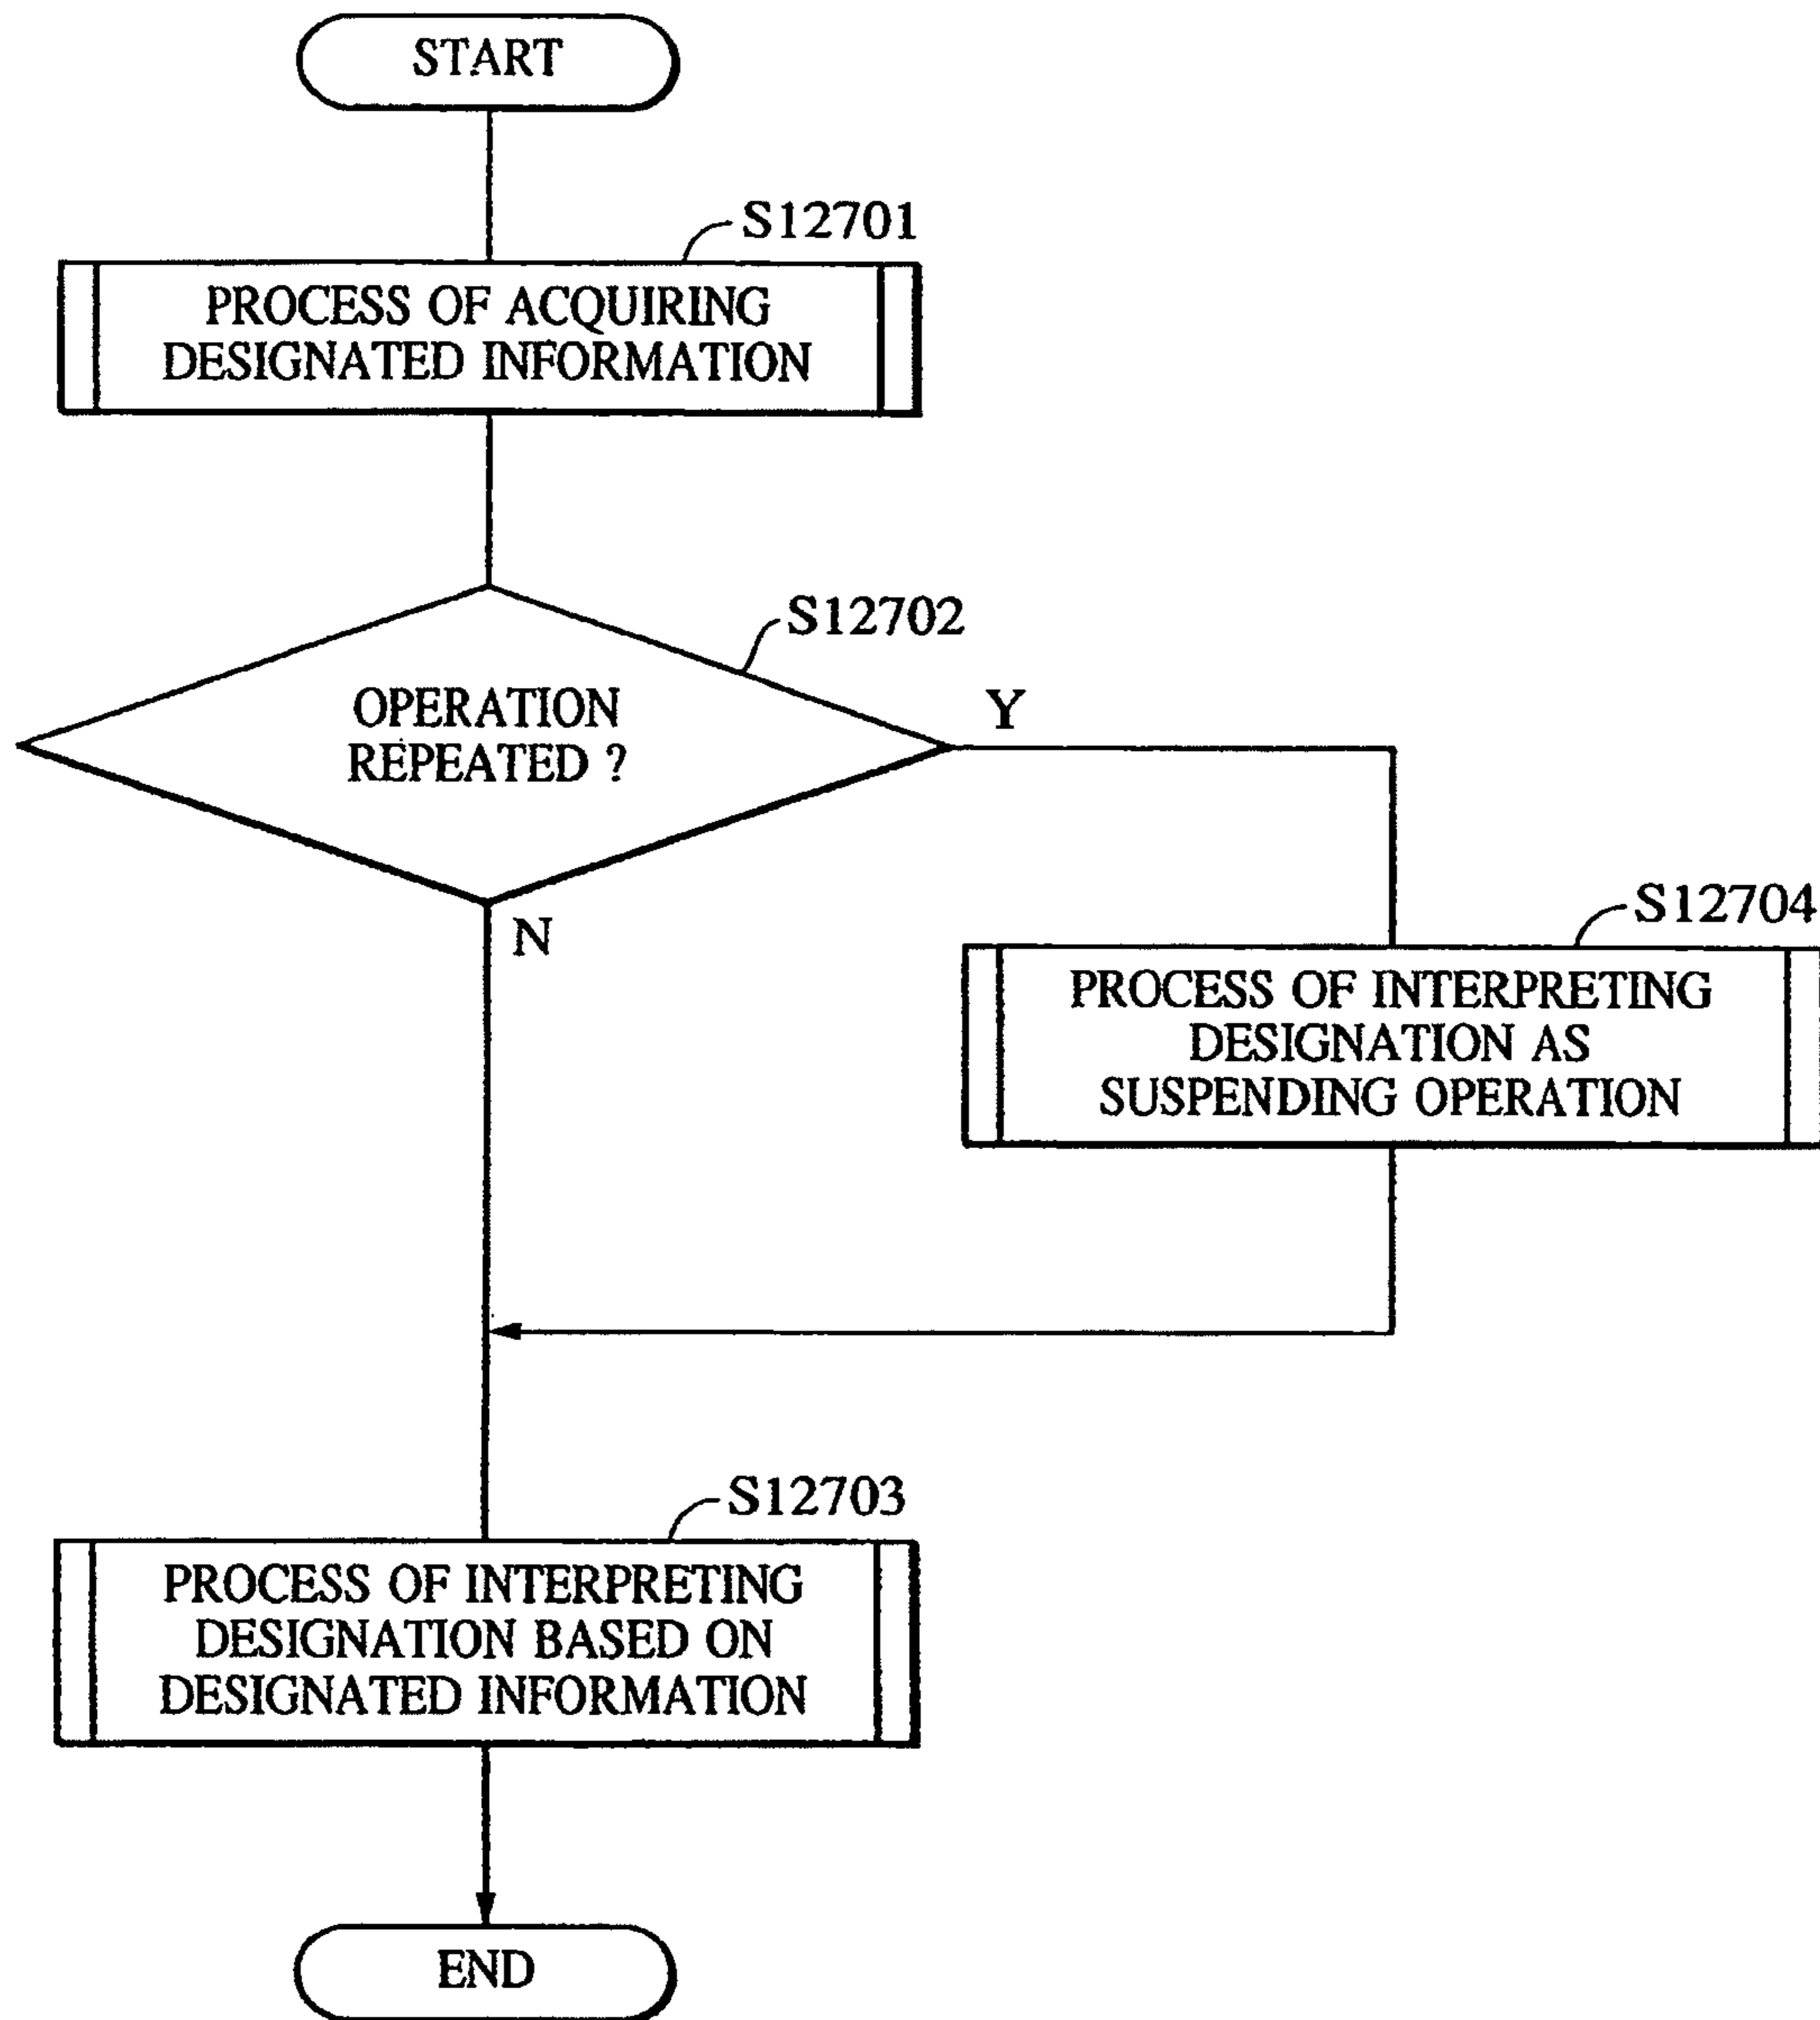 START
S12701
PROCESS OF ACQUIRING
DESIGNATED INFORMATION
S12702
OPERATION
REPEATED ?
Y
N
S12704
PROCESS OF INTERPRETING
DESIGNATION AS
SUSPENDING OPERATION
S12703
PROCESS OF INTERPRETING
DESIGNATION BASED ON
DESIGNATED INFORMATION
END